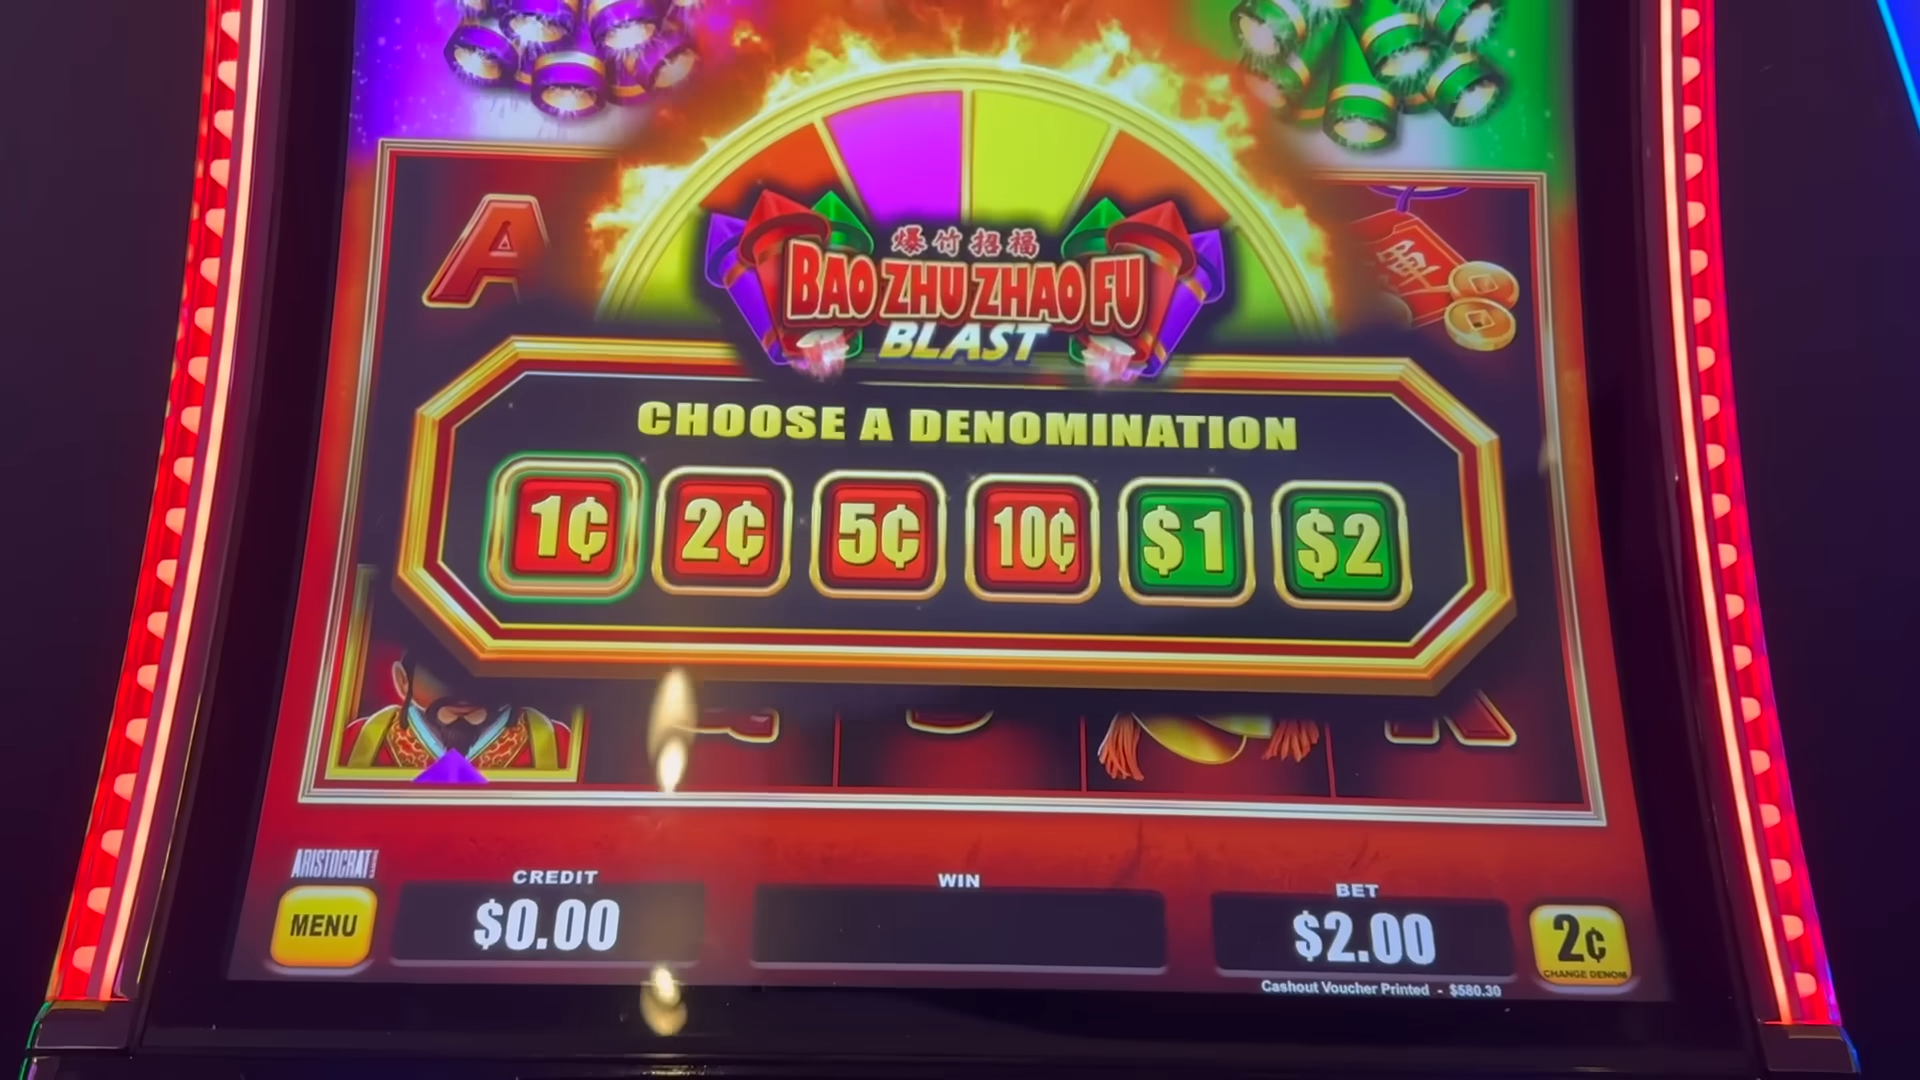 A
爆竹招福
BAO ZHU ZHAO FU
BLAST
CHOOSE A DENOMINATION
1¢ 2¢ 5¢ 10¢ $1 $2
ARISTOCRAT
MENU
CREDIT
$0.00
WIN
BET
$2.00
Cashout Voucher Printed - $580.30
2¢
CHANGE DENOM